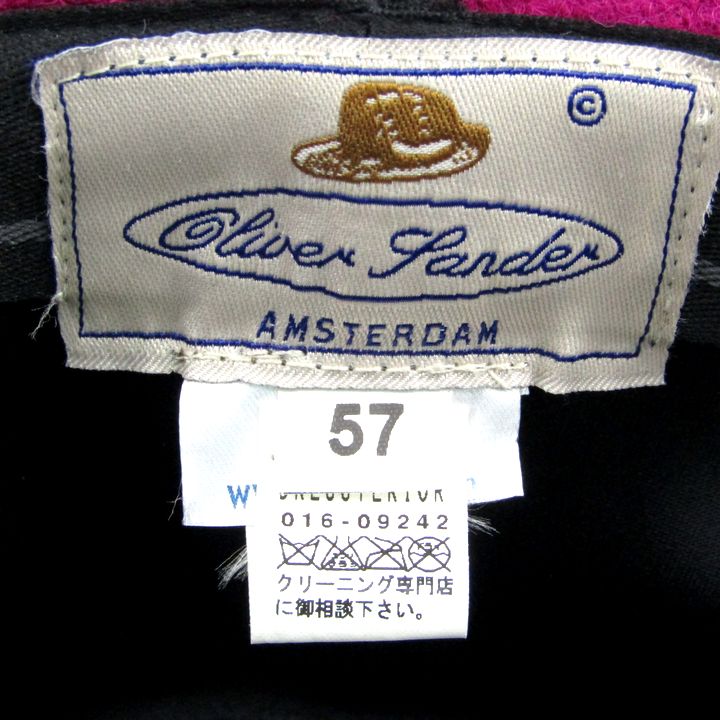 ©
Oliver Sander
AMSTERDAM
57
DRESSTERIOR
016-09242
クリーニング専門店
に御相談下さい。